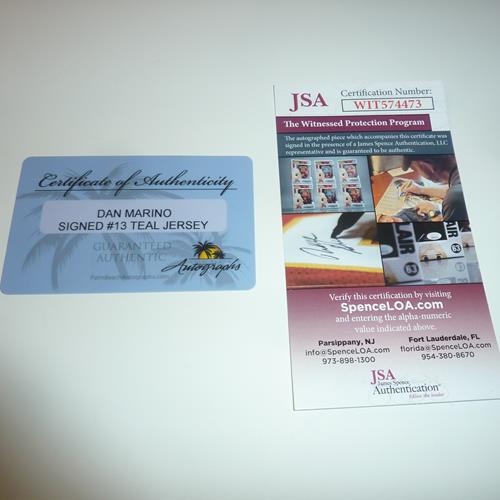 Certificate of Authenticity
DAN MARINO
SIGNED #13 TEAL JERSEY
GUARANTEED
AUTHENTIC
Autographs
JSA
Certification Number:
WIT574473
The Witnessed Protection Program
The autographed piece which accompanies this certificate was
signed in the presence of a James Spence Authentication, LLC
representative and is guaranteed to be authentic.
Verify this certification by visiting
SpenceLOA.com
and entering the alpha-numeric
value indicated above.
Parsippany, NJ
info@SpenceLOA.com
973-898-1300
Fort Lauderdale, FL
florida@SpenceLOA.com
954-380-8670
JSA
James Spence
Authentication
Follow the leader